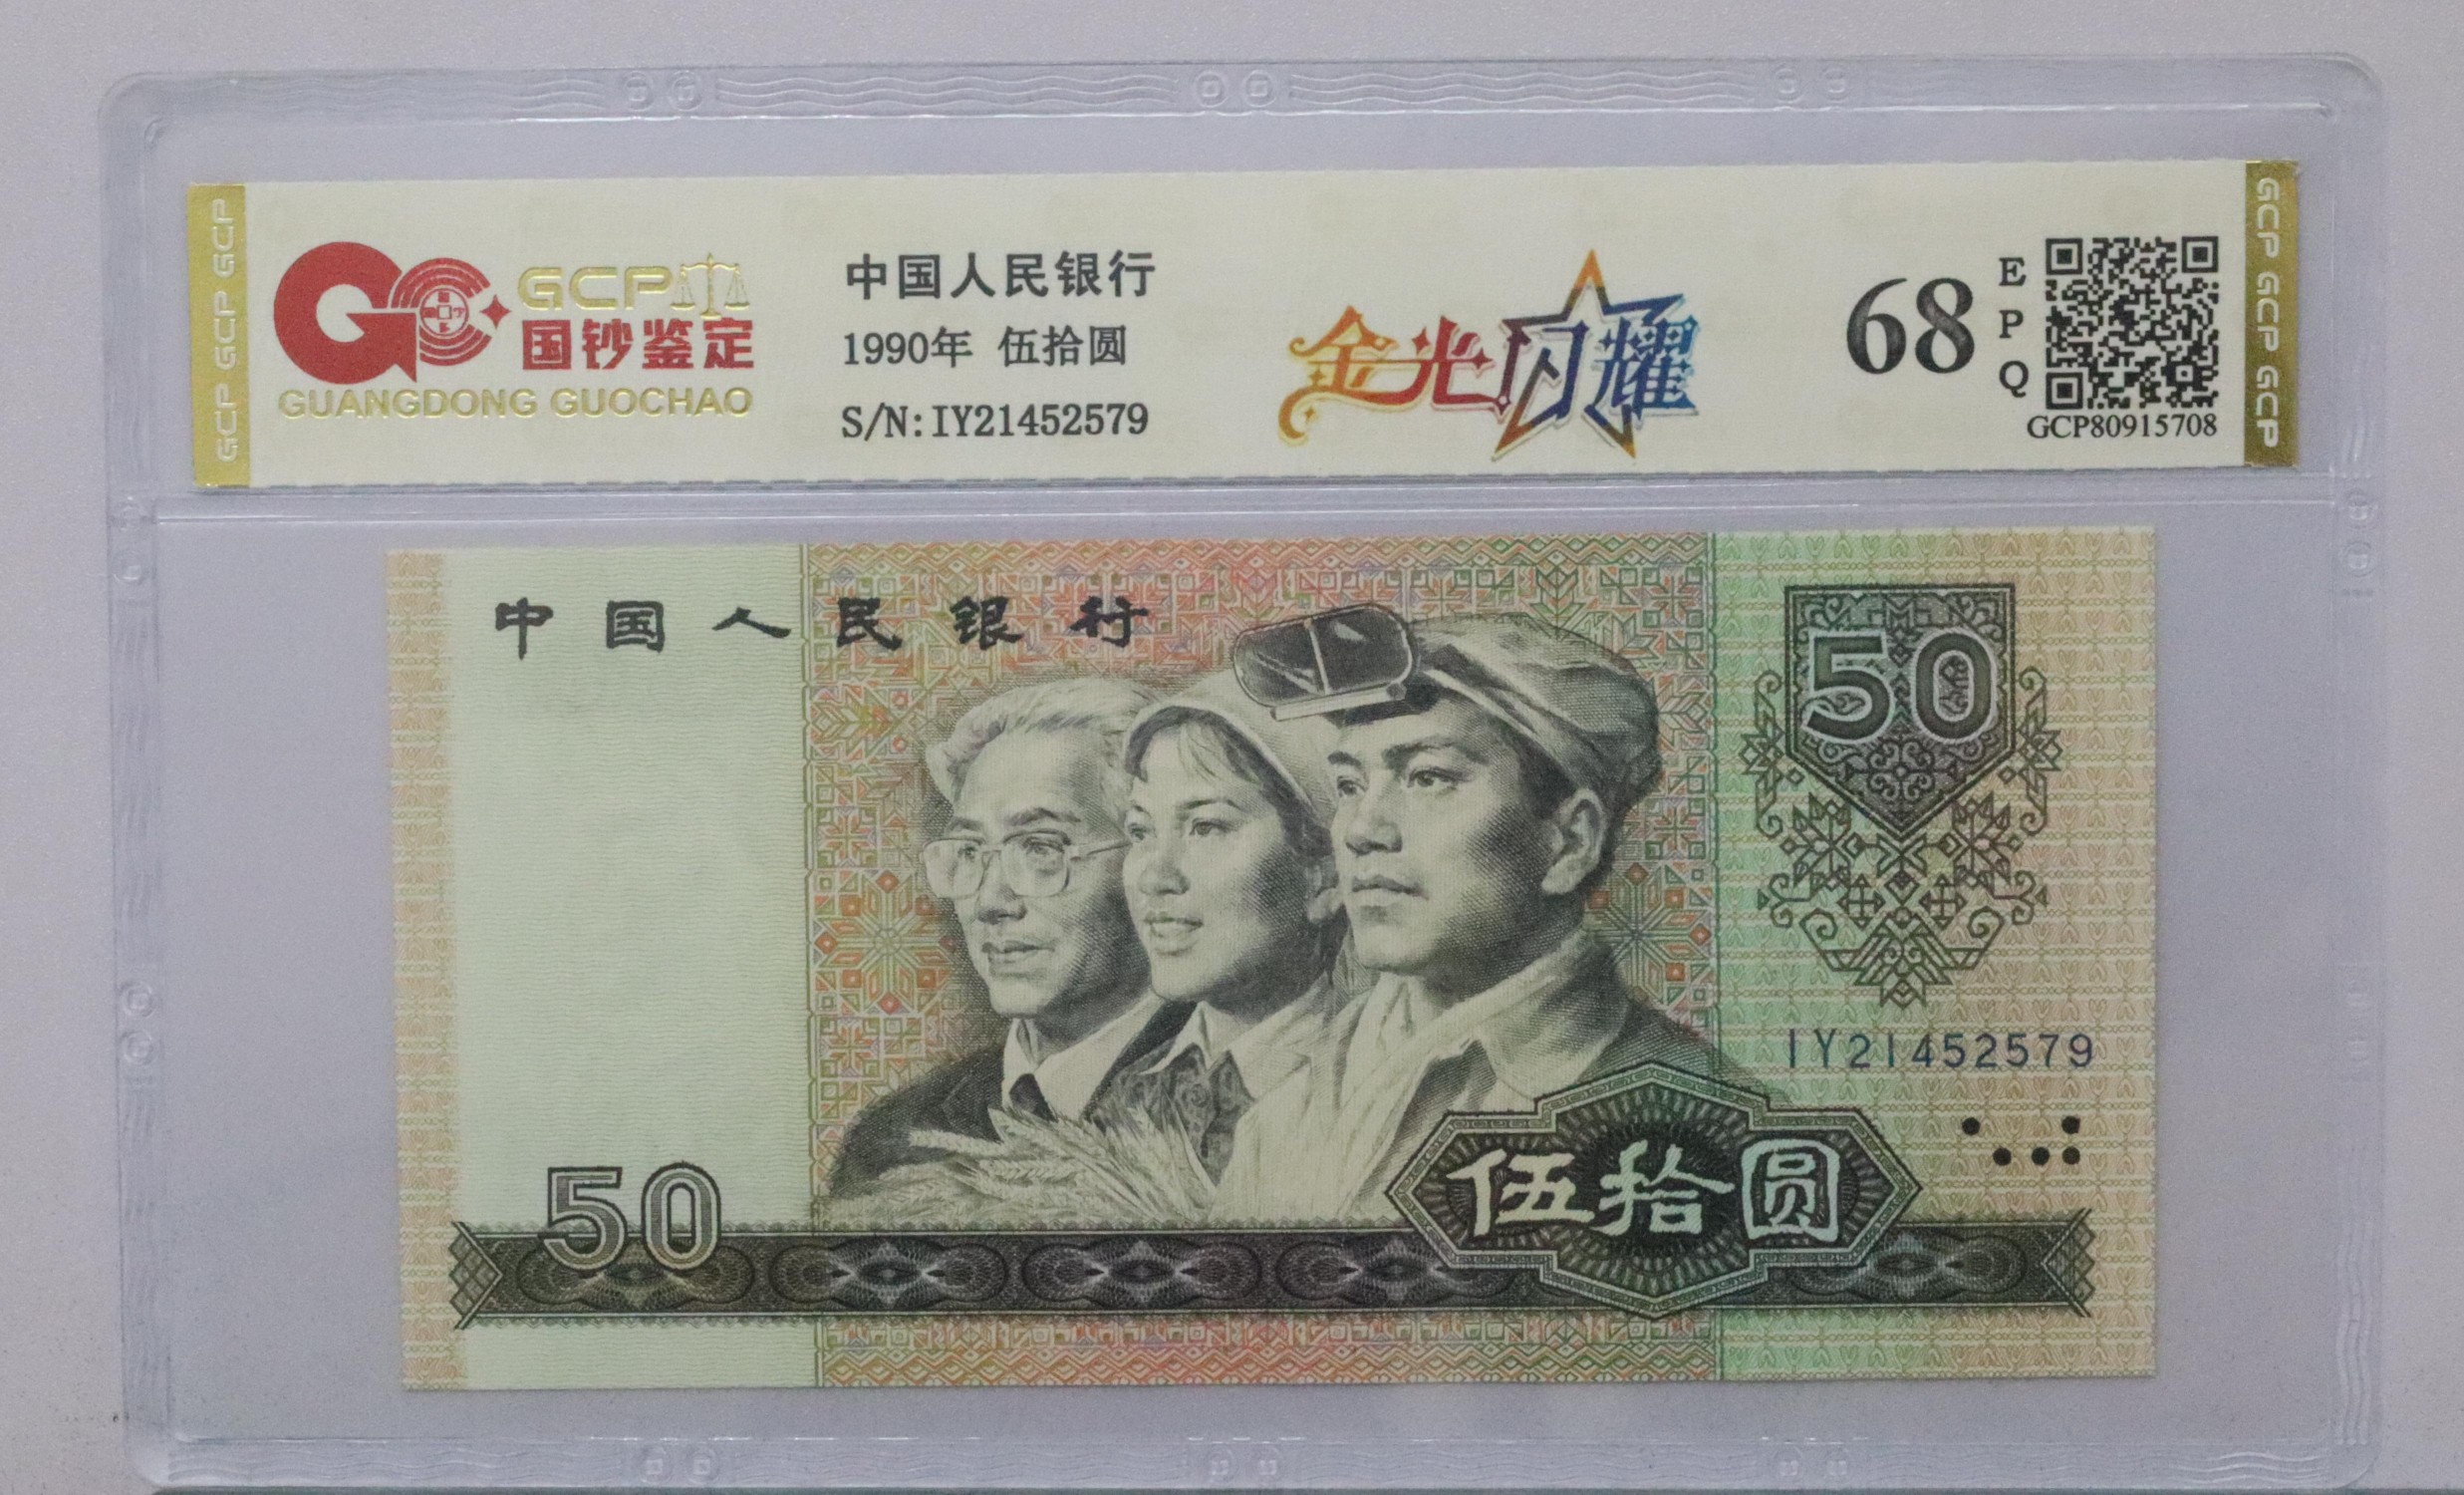 GCP GCP GCP
GCP
国钞鉴定
GUANGDONG GUOCHAO
中国人民银行
1990年 伍拾圆
S/N: IY21452579
金光闪耀
68
EPQ
GCP80915708
GCP GCP GCP
中国人民银行
50
IY21452579
50
伍拾圆